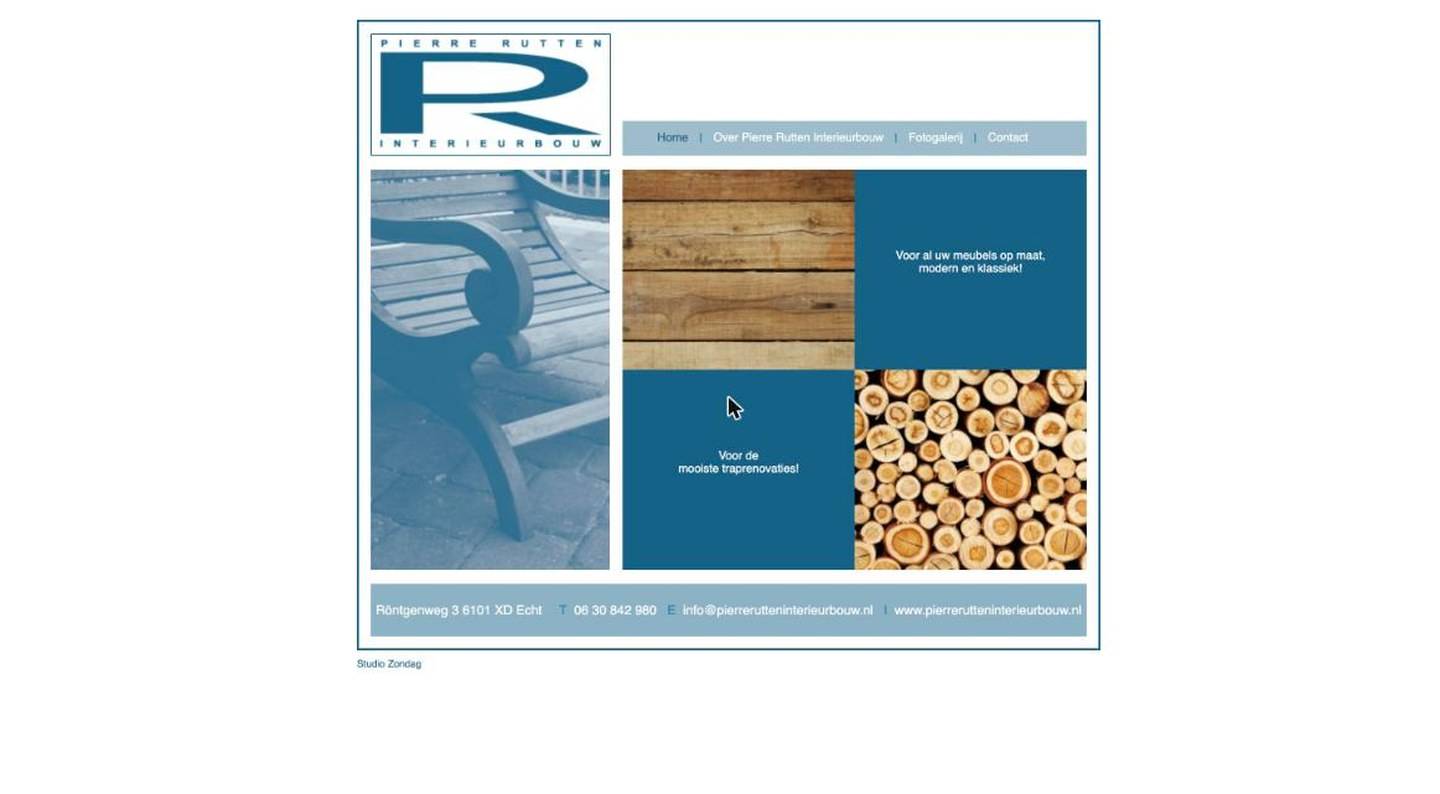 PIERRE RUTTEN
R
INTERIEURBOUW
Home | Over Pierre Rutten Interieurbouw | Fotogalerij | Contact
Voor al uw meubels op maat,
modern en klassiek!
Voor de
mooiste traprenovaties!
Röntgenweg 3 6101 XD Echt T 06 30 842 980 E info@pierrerutteninterieurbouw.nl I www.pierrerutteninterieurbouw.nl
Studio Zondag